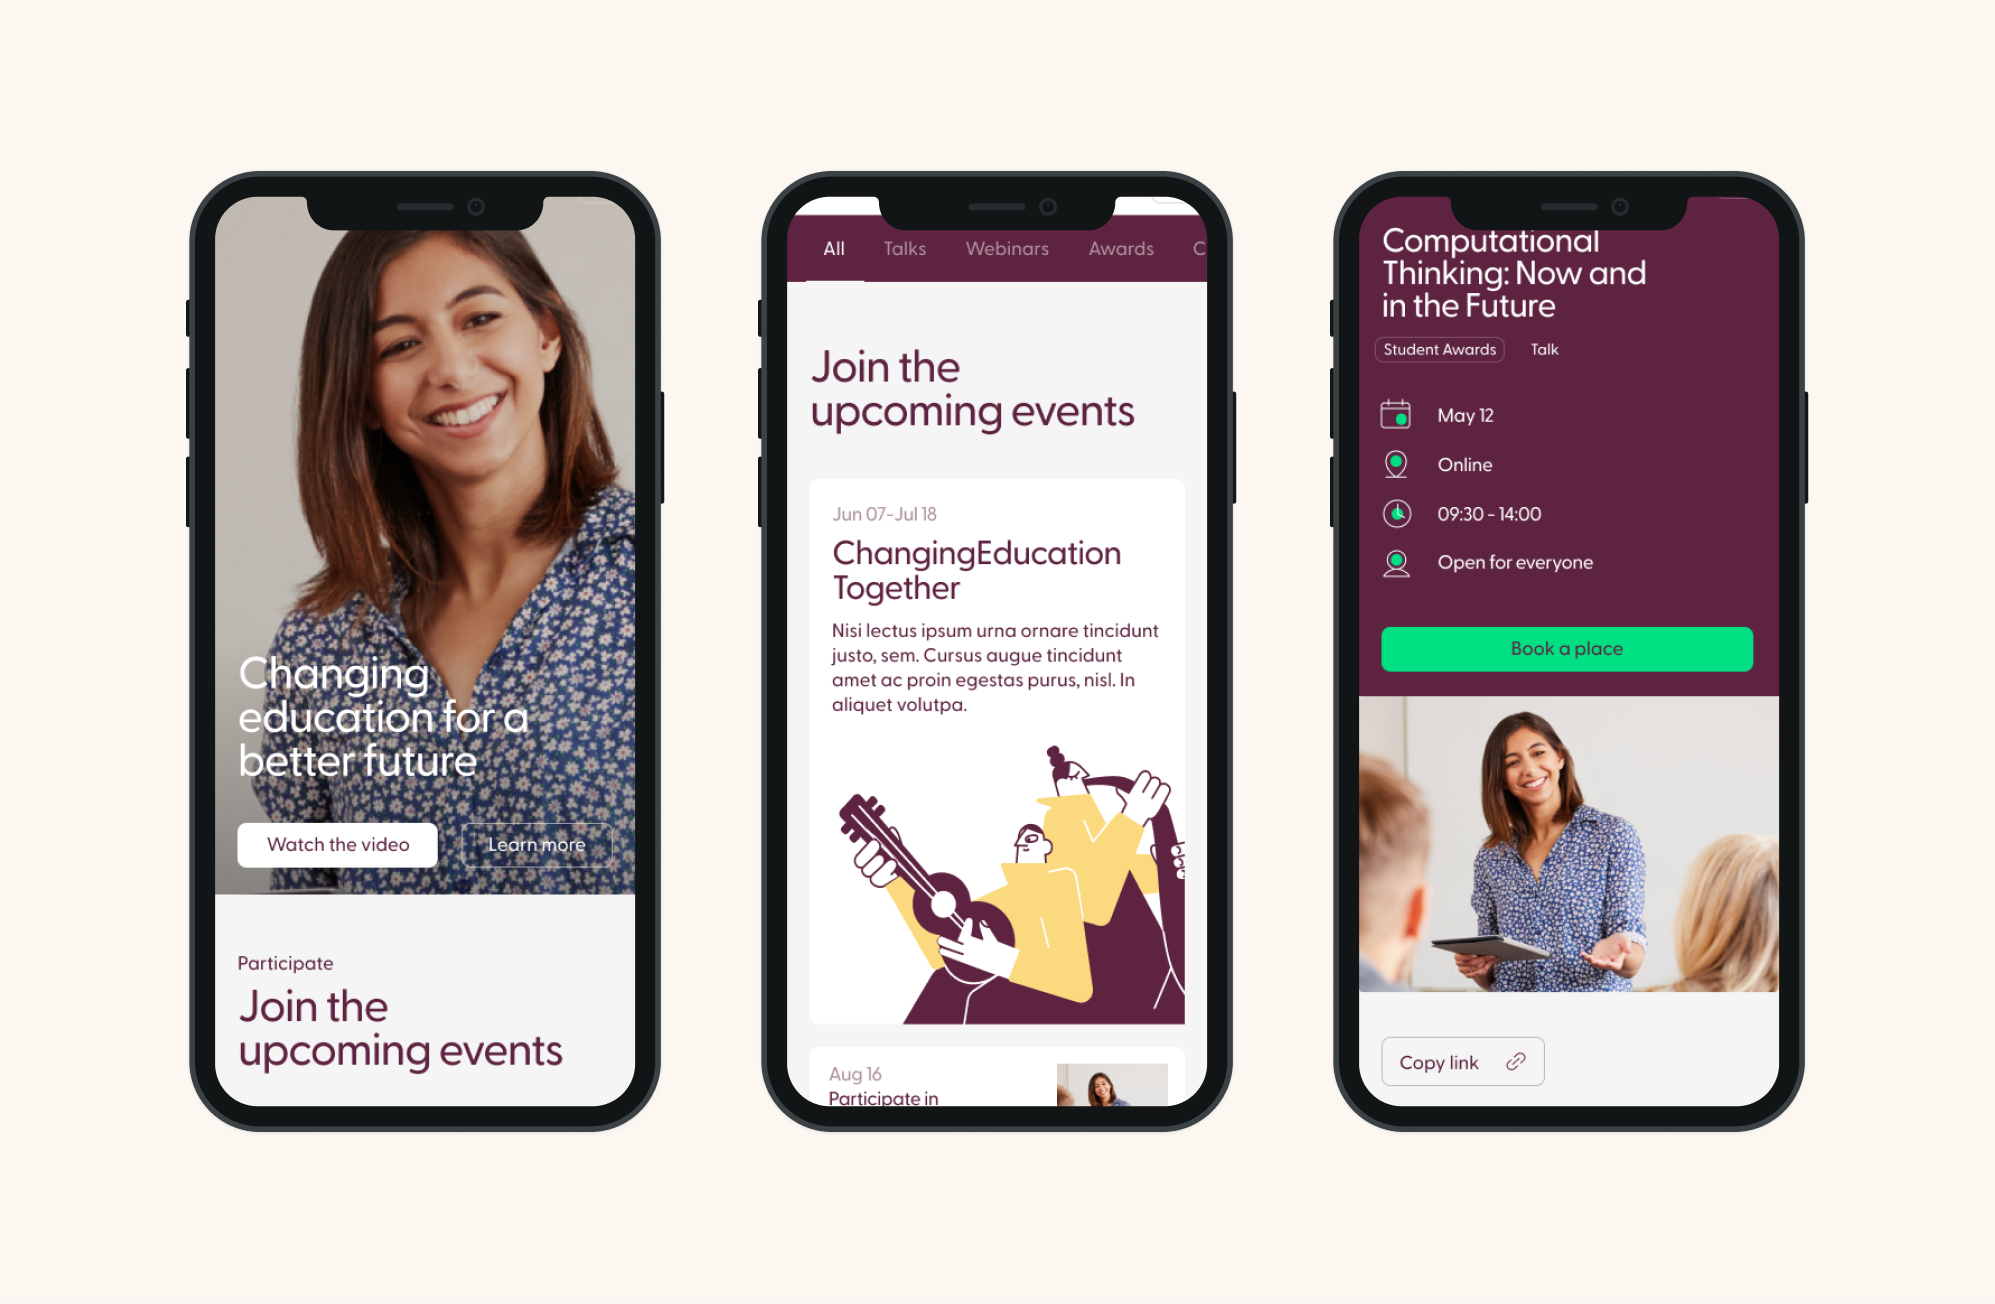 Changing
education for a
better future
Watch the video
Learn more
Participate
Join the
upcoming events
All
Talks
Webinars
Awards
C
Join the
upcoming events
Jun 07-Jul 18
ChangingEducation
Together
Nisi lectus ipsum urna ornare tincidunt
justo, sem. Cursus augue tincidunt
amet ac proin egestas purus, nisl. In
aliquet volutpa.
Aug 16
Participate in
Computational
Thinking: Now and
in the Future
Student Awards
Talk
May 12
Online
09:30 - 14:00
Open for everyone
Book a place
Copy link